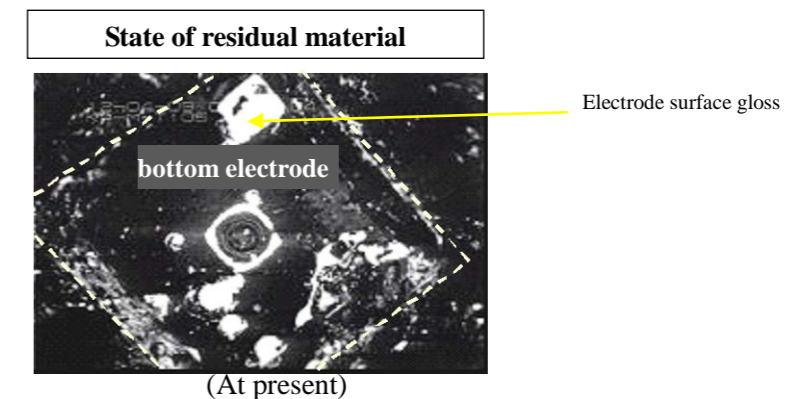 State of residual material
Electrode surface gloss
bottom electrode
(At present)